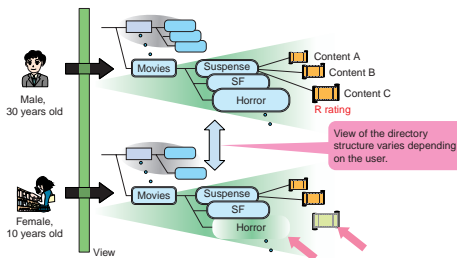 Content A
Suspense
Movies
Content B
SF
Content C
Horror
Male,
30 years old
R rating
View of the directory
structure varies depending
on the user.
Movies
Suspense
SF
Female,
10 years old
Horror
View